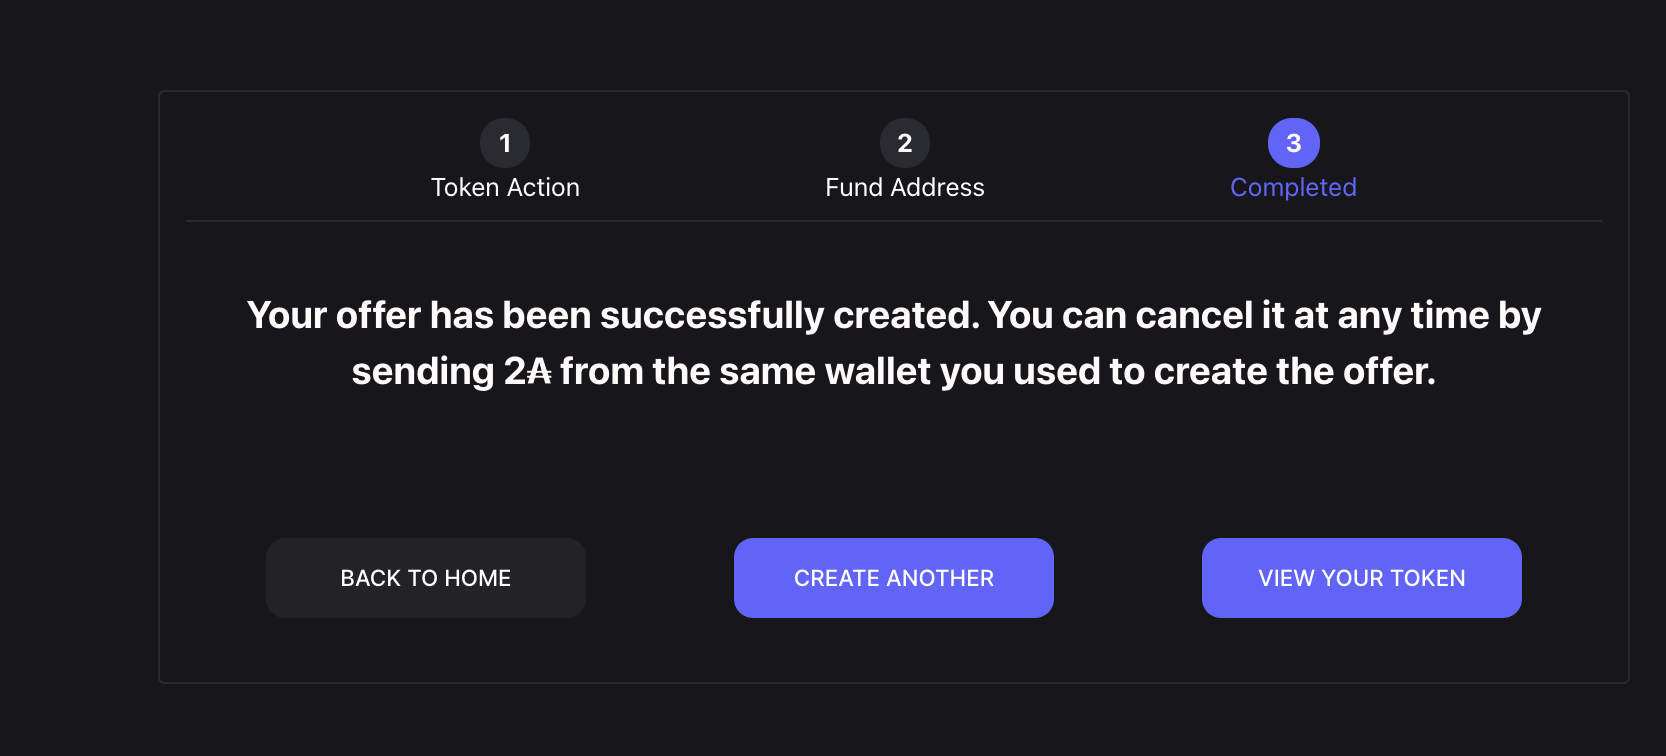 1
Token Action
2
Fund Address
3
Completed
Your offer has been successfully created. You can cancel it at any time by
sending 2₳ from the same wallet you used to create the offer.
BACK TO HOME
CREATE ANOTHER
VIEW YOUR TOKEN